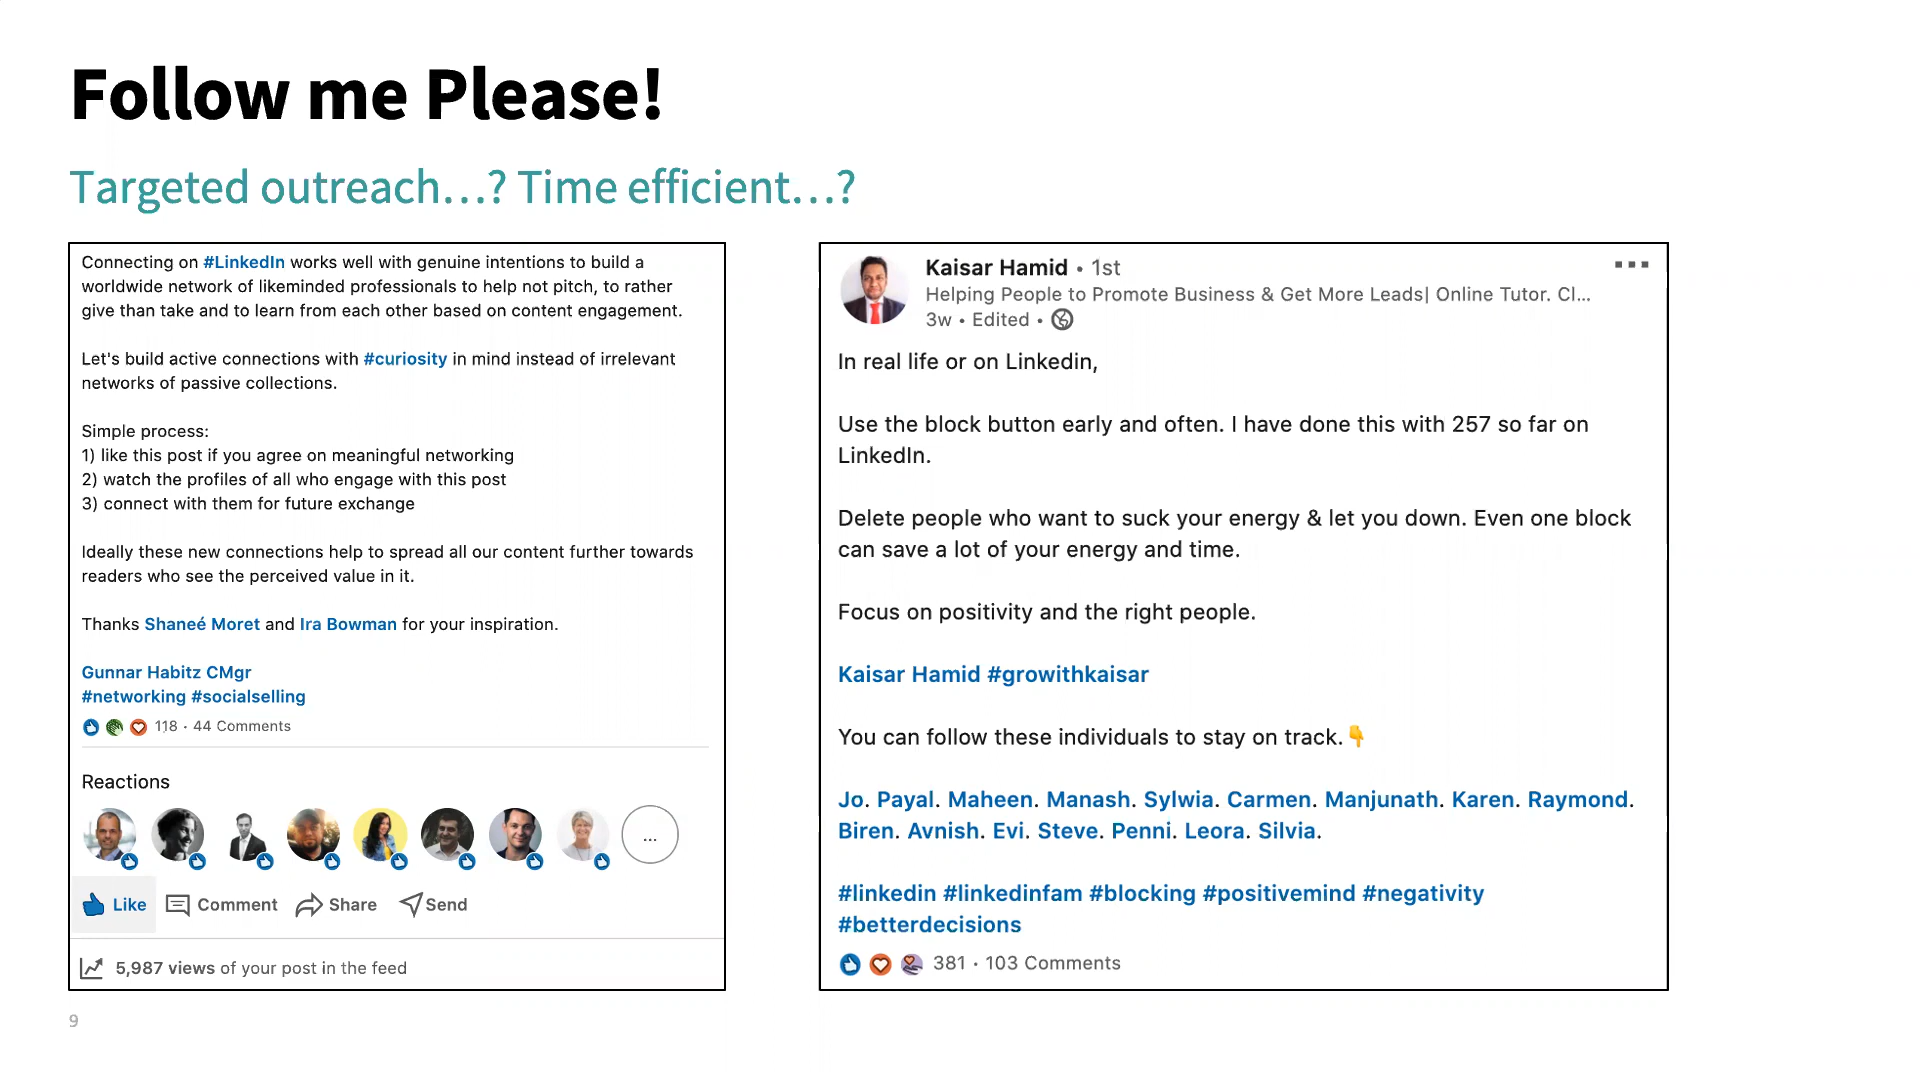 Follow me Please!
Targeted outreach…? Time efficient…?
Connecting on #LinkedIn works well with genuine intentions to build a
worldwide network of likeminded professionals to help not pitch, to rather
give than take and to learn from each other based on content engagement.
Let's build active connections with #curiosity in mind instead of irrelevant
networks of passive collections.
Simple process:
1) like this post if you agree on meaningful networking
2) watch the profiles of all who engage with this post
3) connect with them for future exchange
Ideally these new connections help to spread all our content further towards
readers who see the perceived value in it.
Thanks Shaneé Moret and Ira Bowman for your inspiration.
Gunnar Habitz CMgr
#networking #socialselling
118 · 44 Comments
Reactions
...
Like Comment Share Send
5,987 views of your post in the feed
Kaisar Hamid • 1st
Helping People to Promote Business & Get More Leads| Online Tutor. Cl...
3w • Edited •
In real life or on Linkedin,
Use the block button early and often. I have done this with 257 so far on
LinkedIn.
Delete people who want to suck your energy & let you down. Even one block
can save a lot of your energy and time.
Focus on positivity and the right people.
Kaisar Hamid #growithkaisar
You can follow these individuals to stay on track.👇
Jo. Payal. Maheen. Manash. Sylwia. Carmen. Manjunath. Karen. Raymond.
Biren. Avnish. Evi. Steve. Penni. Leora. Silvia.
#linkedin #linkedinfam #blocking #positivemind #negativity
#betterdecisions
381 · 103 Comments
9